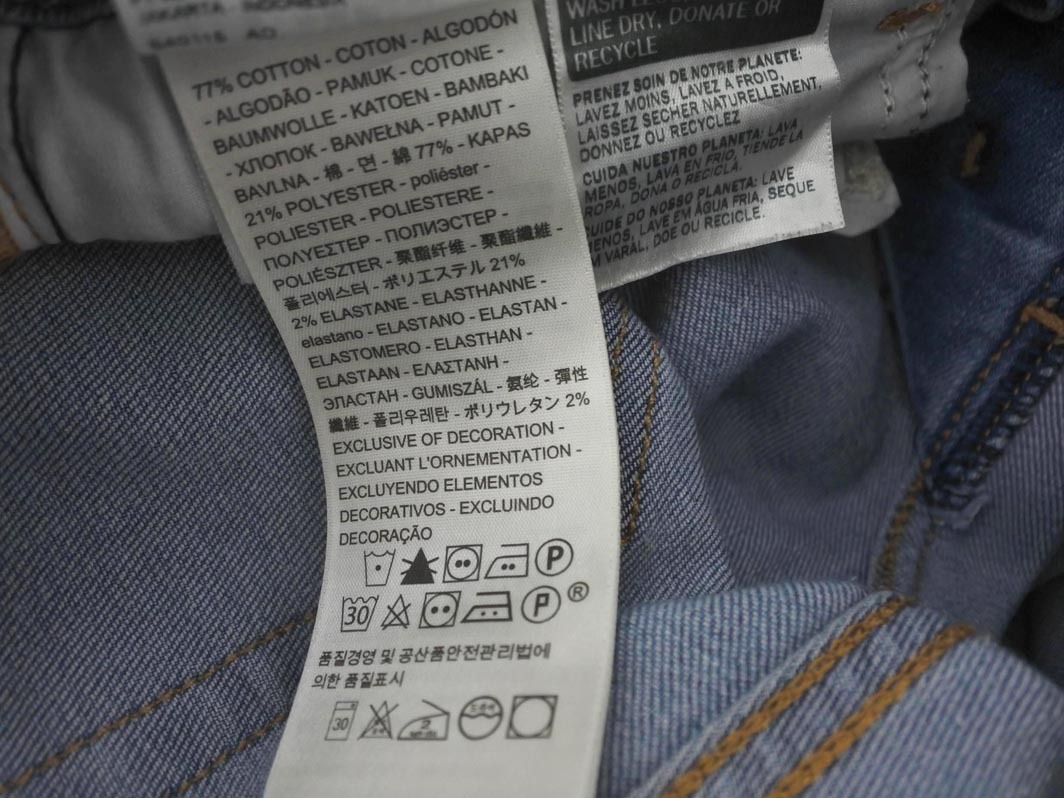 JAKARTA INDONESIA
77% COTTON - COTON - ALGODÓN
- ALGODÃO - PAMUK - COTONE -
BAUMWOLLE - KATOEN - BAMBAKI
- ХЛОПОК - BAWEŁNA - PAMUT -
BAVLNA - 棉 - 면 - 綿 77% - KAPAS
21% POLYESTER - poliéster -
POLIESTER - POLIESTERE -
ΠΟΛΥΕΣΤΕΡ - ПОЛИЭСТЕР -
POLIÉSZTER - 聚酯纤维 - 聚酯纖維 -
폴리에스터 - ポリエステル 21%
2% ELASTANE - ELASTHANNE -
elastano - ELASTANO - ELASTAN -
ELASTOMERO - ELASTHAN -
ELASTAAN - ΕΛΑΣΤΑΝΗ -
ЭЛАСТАН - GUMISZÁL - 氨纶 - 彈性
纖維 - 폴리우레탄 - ポリウレタン 2%
EXCLUSIVE OF DECORATION -
EXCLUANT L'ORNEMENTATION -
EXCLUYENDO ELEMENTOS
DECORATIVOS - EXCLUINDO
DECORAÇÃO
P
30 P ®
품질경영 및 공산품안전관리법에
의한 품질표시
30 2
WASH LESS
LINE DRY, DONATE OR
RECYCLE
PRENEZ SOIN DE NOTRE PLANETE:
LAVEZ MOINS, LAVEZ A FROID,
LAISSEZ SECHER NATURELLEMENT,
DONNEZ OU RECYCLEZ
CUIDA NUESTRO PLANETA: LAVA
MENOS, LAVA EN FRIO, TIENDE LA
ROPA, DONA O RECICLA.
CUIDE DO NOSSO PLANETA: LAVE
MENOS, LAVE EM ÁGUA FRIA, SEQUE
EM VARAL, DOE OU RECICLE.